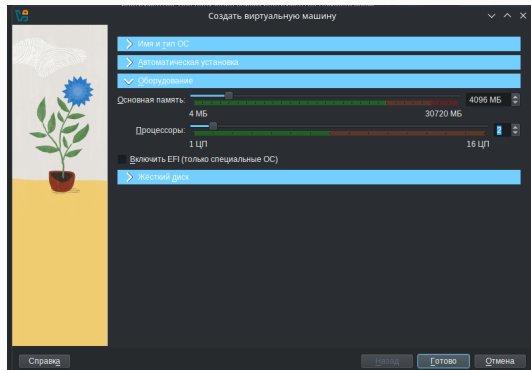 Создать виртуальную машину
Имя и тип ОС
Автоматическая установка
Оборудование
Основная память: 4096 МБ
4 МБ 30720 МБ
Процессоры: 2
1 ЦП 16 ЦП
Включить EFI (только специальные ОС)
Жёсткий диск
Справка Назад Готово Отмена